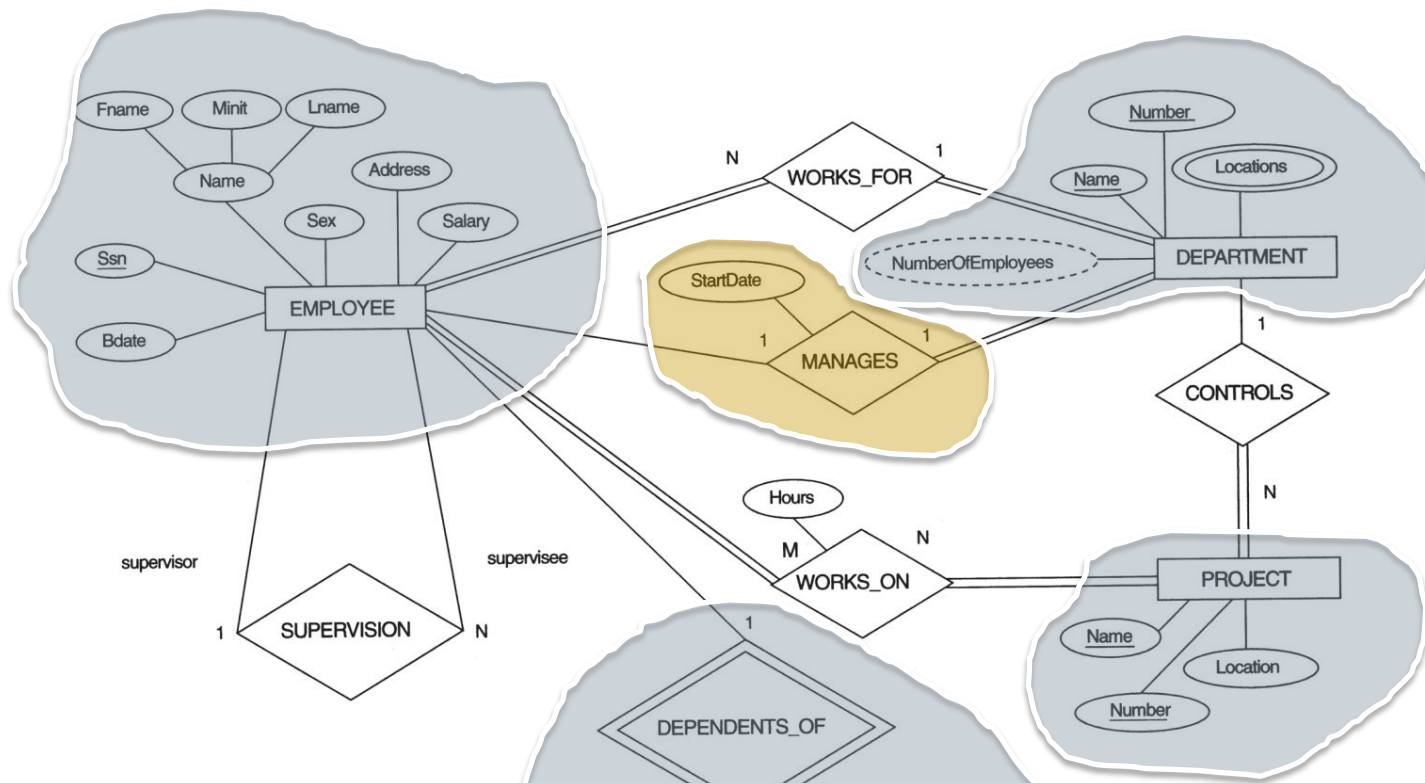 Fname
Minit
Lname
Name
Address
Sex
Salary
Ssn
Bdate
EMPLOYEE
N
WORKS_FOR
1
Number
Name
Locations
NumberOfEmployees
DEPARTMENT
StartDate
1
MANAGES
1
1
CONTROLS
N
supervisor
supervisee
1
SUPERVISION
N
Hours
M
N
WORKS_ON
PROJECT
Name
Location
Number
1
DEPENDENTS_OF